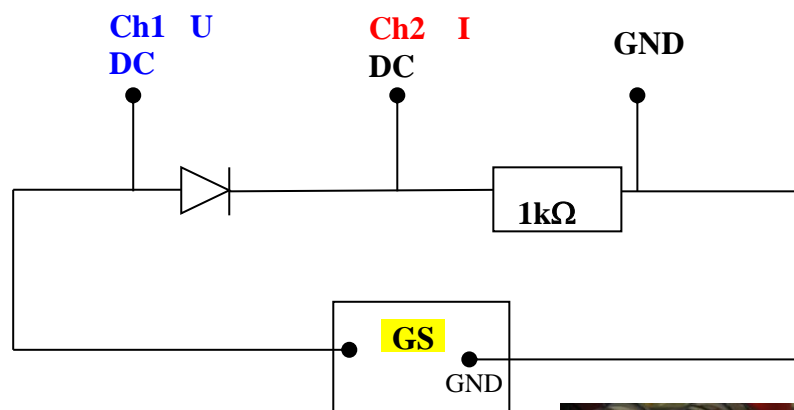 Ch1 U
DC
Ch2 I
DC
GND
1kΩ
GS
GND